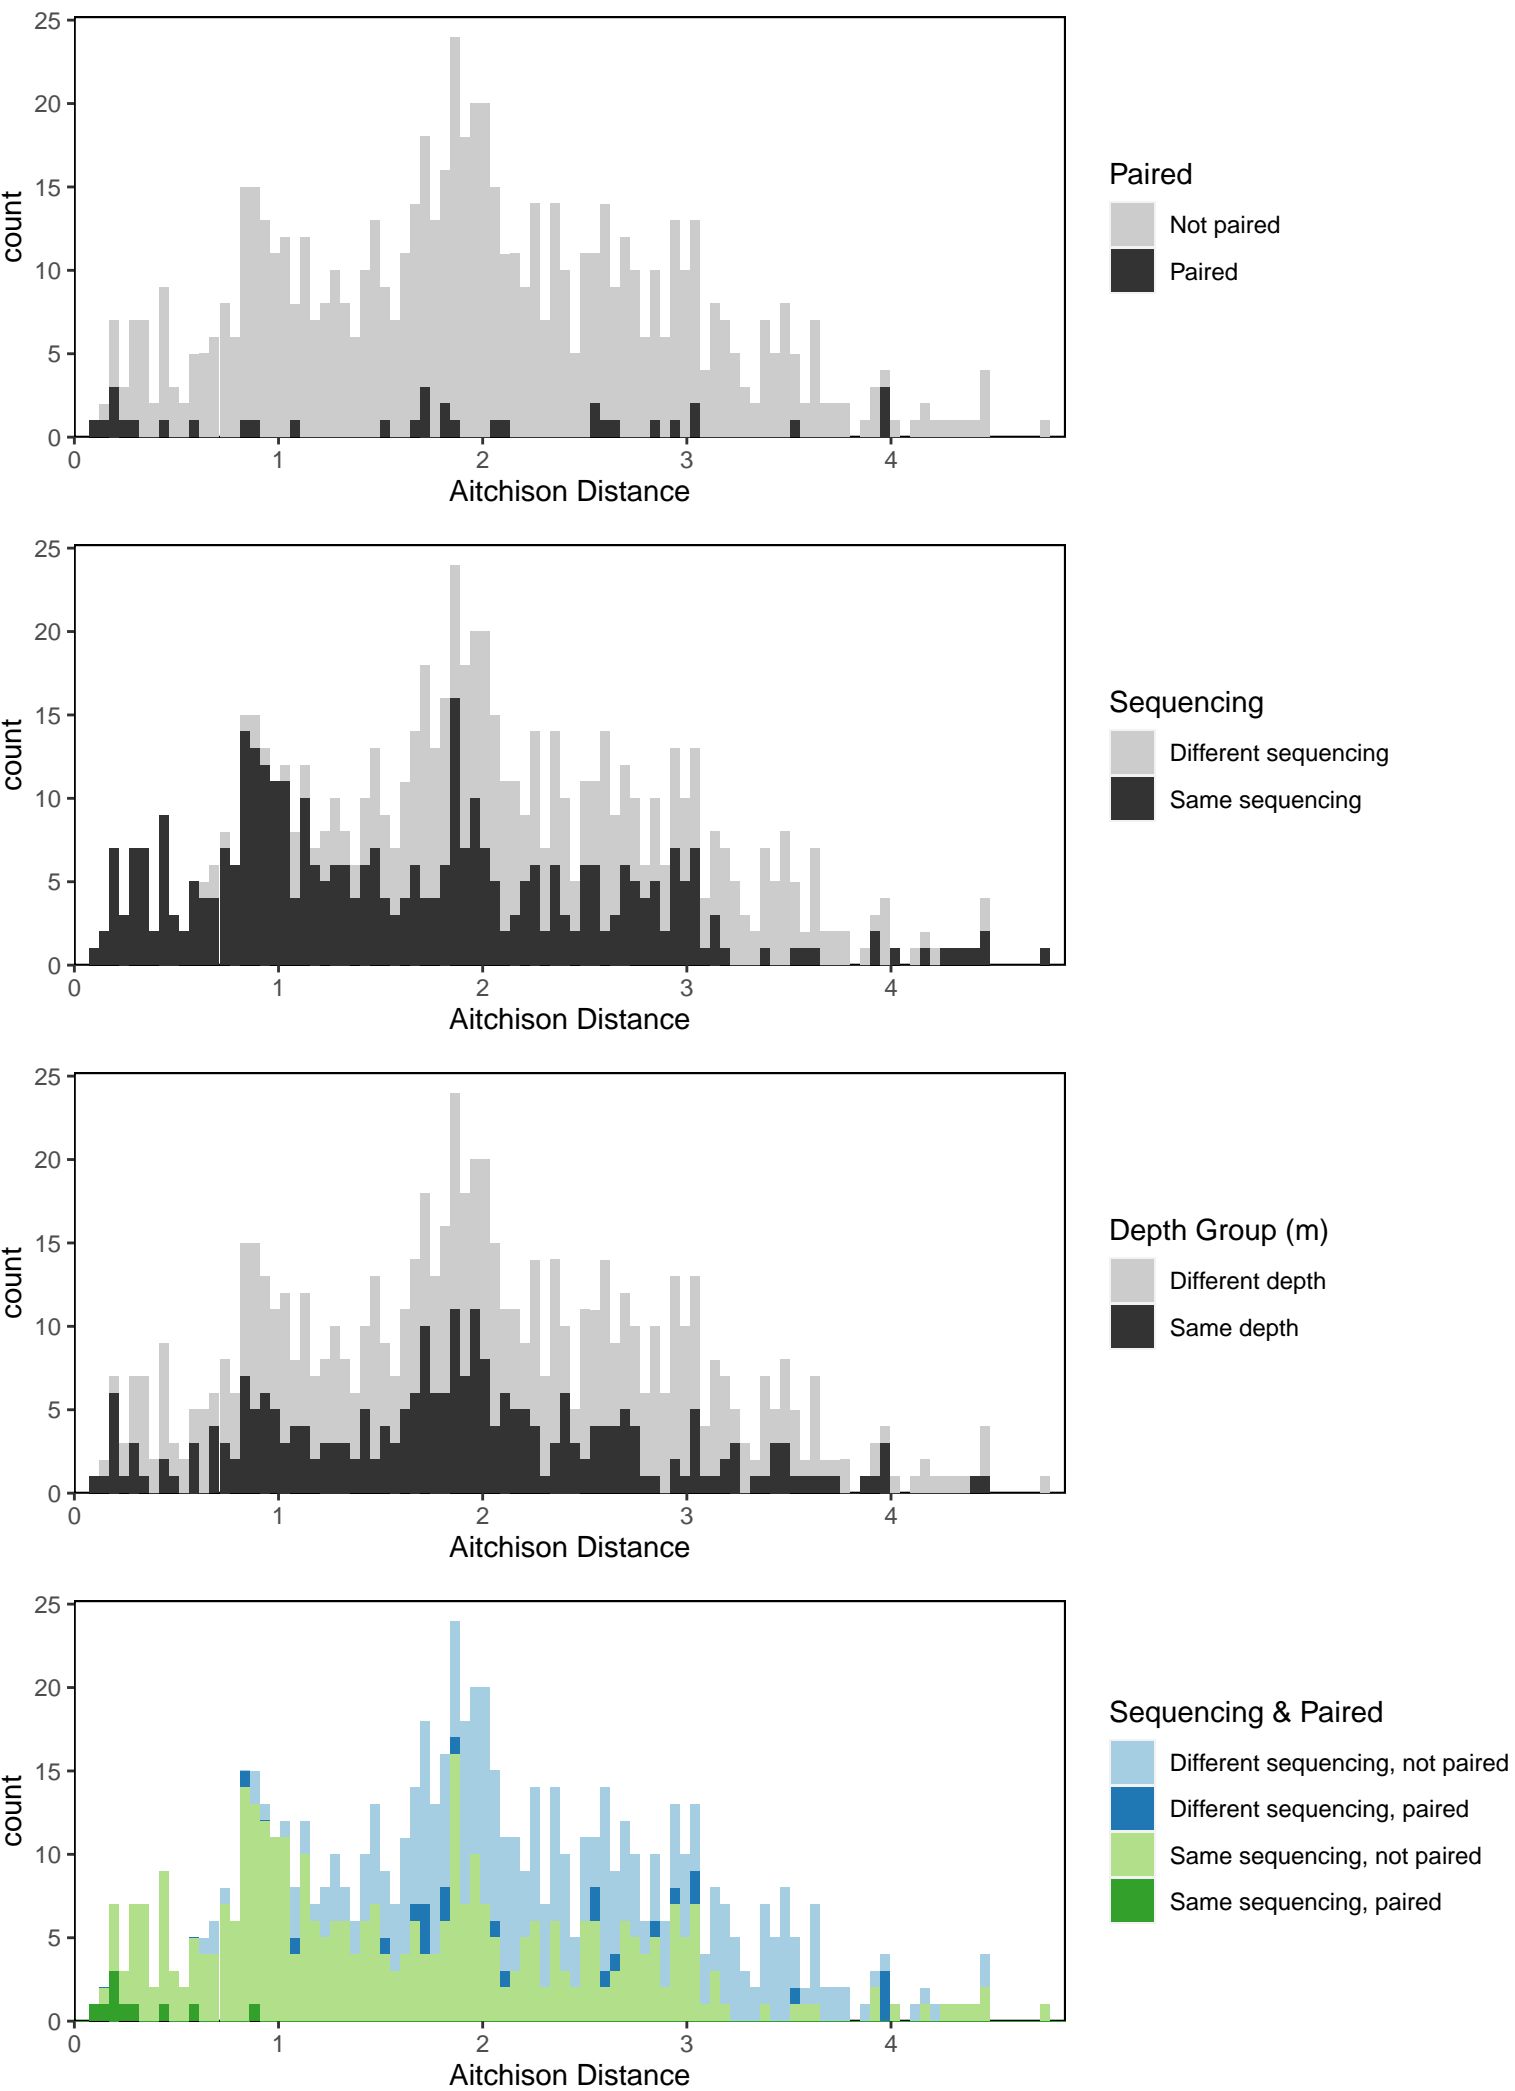 25
20
15
10
5
0
count
0 1 2 3 4
Aitchison Distance
Paired
Not paired
Paired
25
20
15
10
5
0
count
0 1 2 3 4
Aitchison Distance
Sequencing
Different sequencing
Same sequencing
25
20
15
10
5
0
count
0 1 2 3 4
Aitchison Distance
Depth Group (m)
Different depth
Same depth
25
20
15
10
5
0
count
0 1 2 3 4
Aitchison Distance
Sequencing & Paired
Different sequencing, not paired
Different sequencing, paired
Same sequencing, not paired
Same sequencing, paired